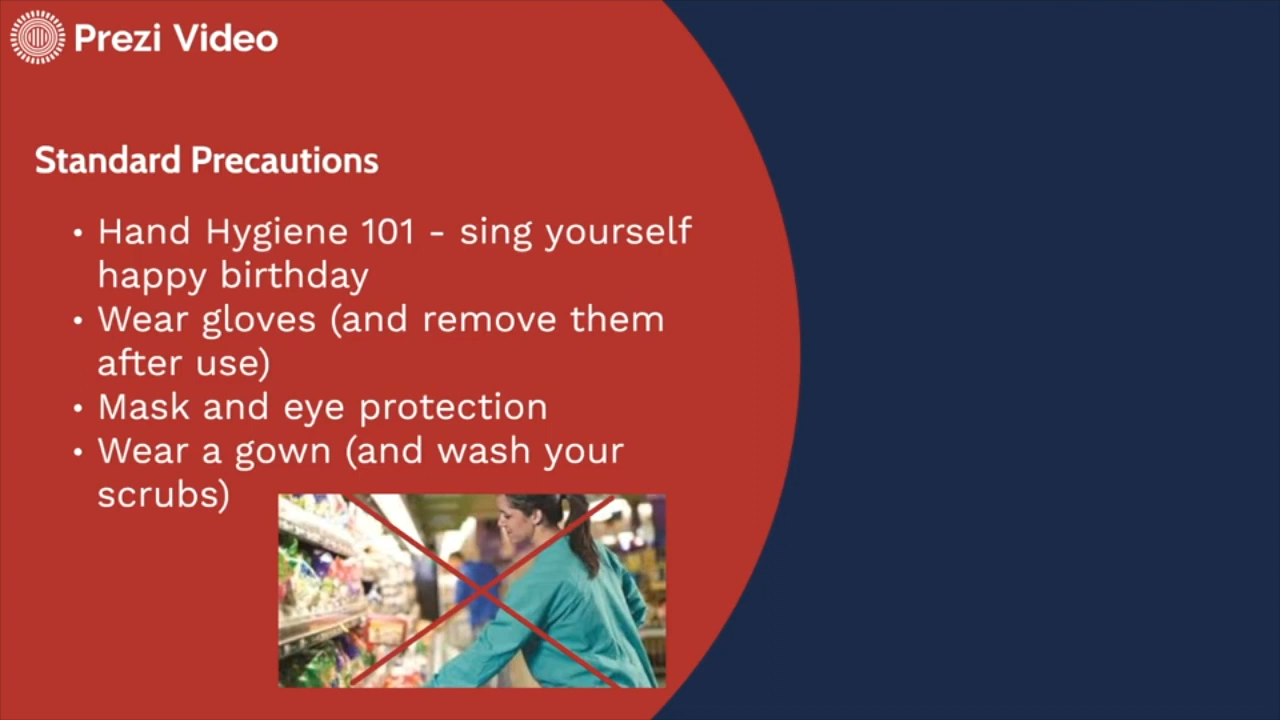 Prezi Video
Standard Precautions
• Hand Hygiene 101 - sing yourself
happy birthday
• Wear gloves (and remove them
after use)
• Mask and eye protection
• Wear a gown (and wash your
scrubs)